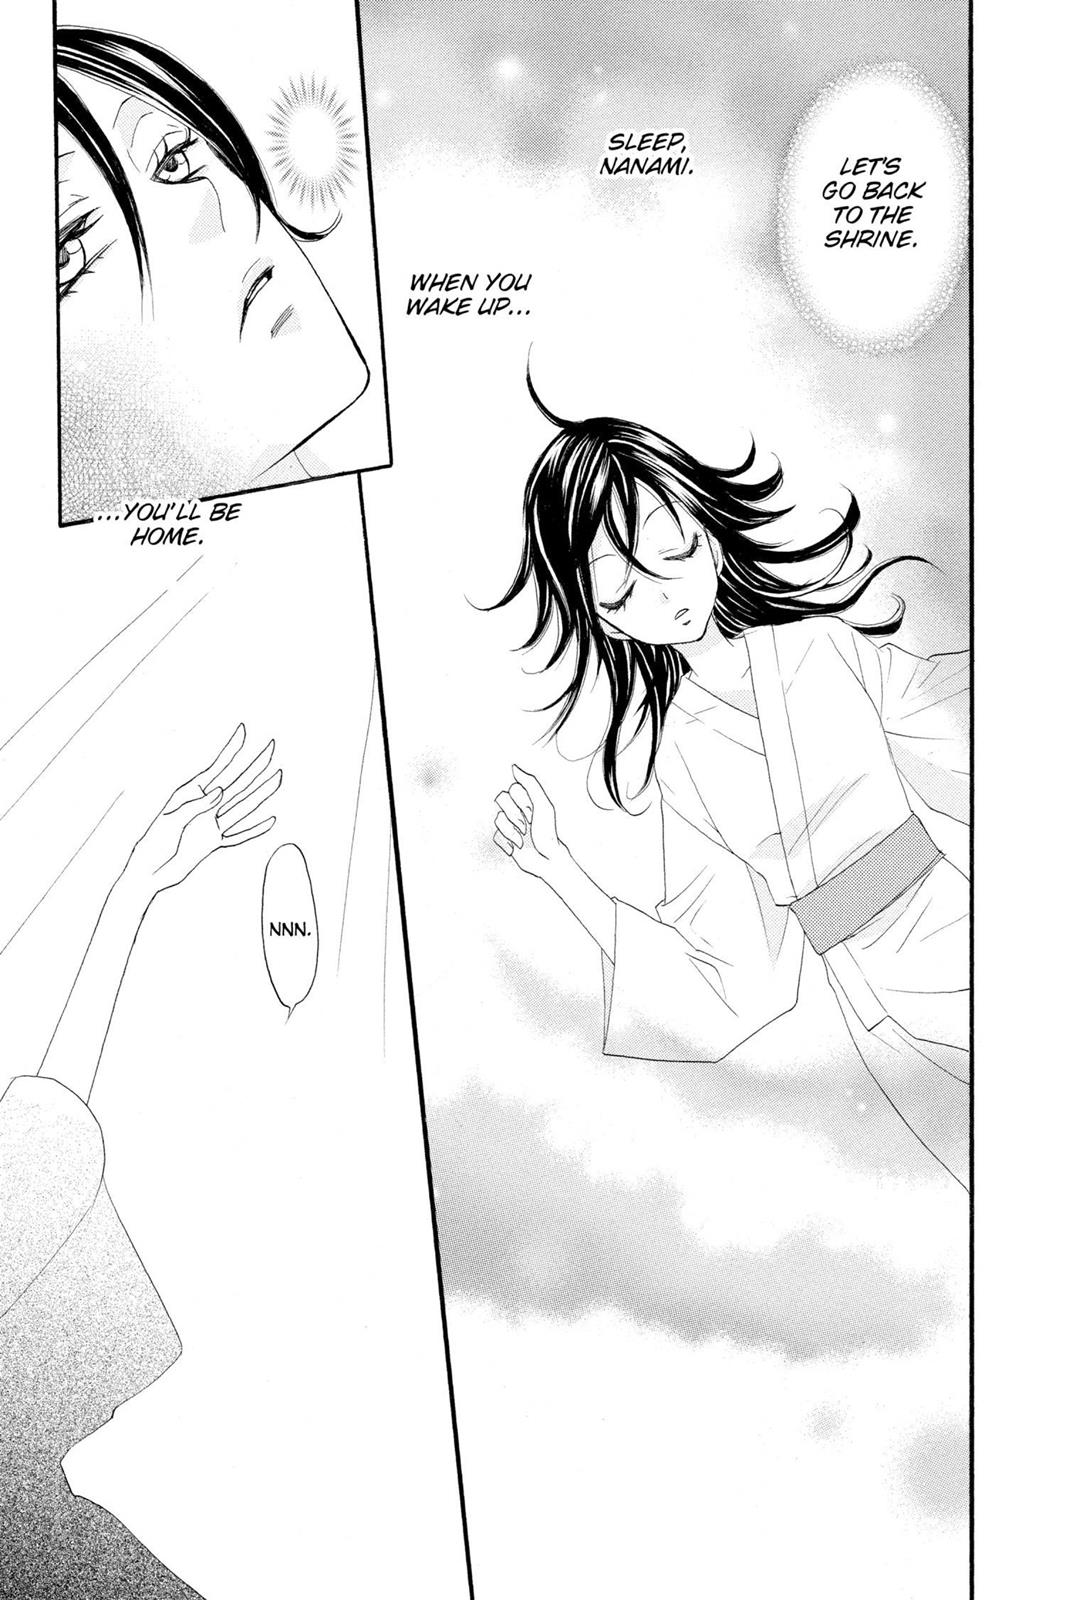 LET'S
GO BACK
TO THE
SHRINE.
SLEEP,
NANAMI.
WHEN YOU
WAKE UP...
...YOU'LL BE
HOME.
NNN.